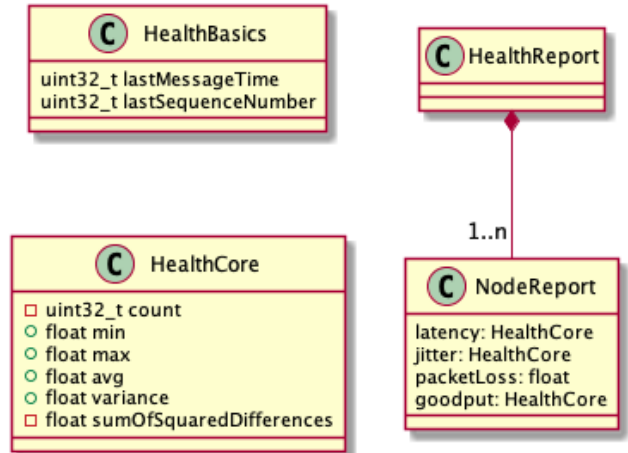 C HealthBasics
uint32_t lastMessageTime
uint32_t lastSequenceNumber
C HealthReport
1..n
C HealthCore
uint32_t count
float min
float max
float avg
float variance
float sumOfSquaredDifferences
C NodeReport
latency: HealthCore
jitter: HealthCore
packetLoss: float
goodput: HealthCore